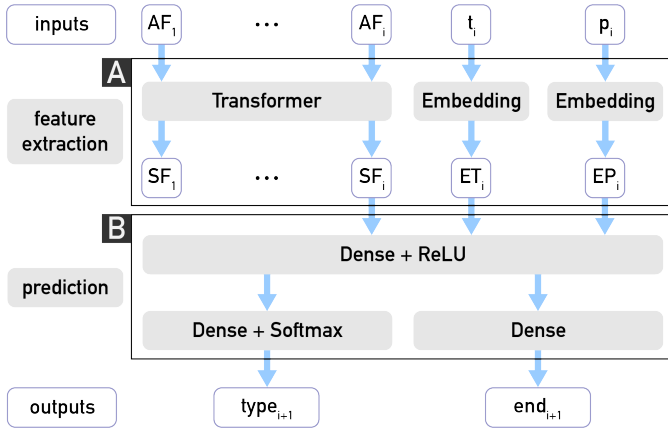 inputs AF₁ ... AFᵢ tᵢ pᵢ
A
Transformer Embedding Embedding
feature
extraction
SF₁ ... SFᵢ ETᵢ EPᵢ
B
Dense + ReLU
prediction
Dense + Softmax Dense
outputs typeᵢ₊₁ endᵢ₊₁